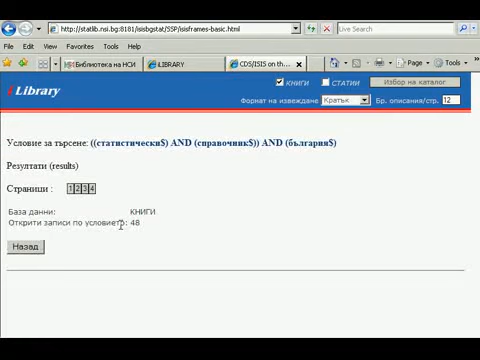 http://statlib.nsi.bg:8181/isisbgstat/SSP/isisframes-basic.html
File Edit View Favorites Tools Help
Библиотека на НСИ iLIBRARY CDS/ISIS on th...
Page Tools
iLibrary
КНИГИ СТАТИИ Избор на каталог
Формат на извеждане Кратък Бр. описания/стр. 12
Условие за търсене: ((статистически$) AND (справочник$)) AND (българия$)
Резултати (results)
Страници : 1 2 3 4
База данни: КНИГИ
Открити записи по условието: 48
Назад